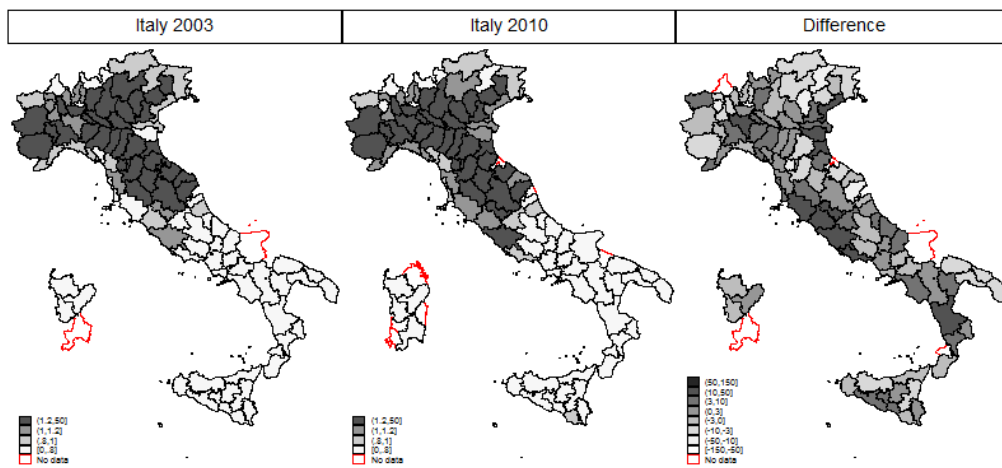 Italy 2003
Italy 2010
Difference
(1.2,50]
(1,1.2]
(.8,1]
[0,.8]
No data
(1.2,50]
(1,1.2]
(.8,1]
[0,.8]
No data
(50,150]
(10,50]
(3,10]
(0,3]
(-3,0]
(-10,-3]
(-50,-10]
[-150,-50]
No data